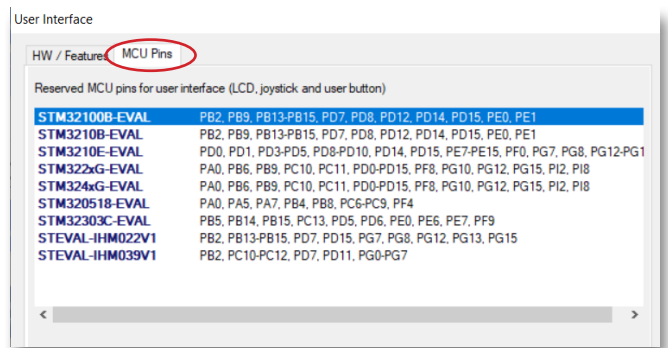 User Interface
HW / Features MCU Pins
Reserved MCU pins for user interface (LCD, joystick and user button)
STM32100B-EVAL PB2, PB9, PB13-PB15, PD7, PD8, PD12, PD14, PD15, PE0, PE1
STM3210B-EVAL PB2, PB9, PB13-PB15, PD7, PD8, PD12, PD14, PD15, PE0, PE1
STM3210E-EVAL PD0, PD1, PD3-PD5, PD8-PD10, PD14, PD15, PE7-PE15, PF0, PG7, PG8, PG12-PG1
STM322xG-EVAL PA0, PB6, PB9, PC10, PC11, PD0-PD15, PF8, PG10, PG12, PG15, PI2, PI8
STM324xG-EVAL PA0, PB6, PB9, PC10, PC11, PD0-PD15, PF8, PG10, PG12, PG15, PI2, PI8
STM320518-EVAL PA0, PA5, PA7, PB4, PB8, PC6-PC9, PF4
STM32303C-EVAL PB5, PB14, PB15, PC13, PD5, PD6, PE0, PE6, PE7, PF9
STEVAL-IHM022V1 PB2, PB13-PB15, PD7, PD15, PG7, PG8, PG12, PG13, PG15
STEVAL-IHM039V1 PB2, PC10-PC12, PD7, PD11, PG0-PG7